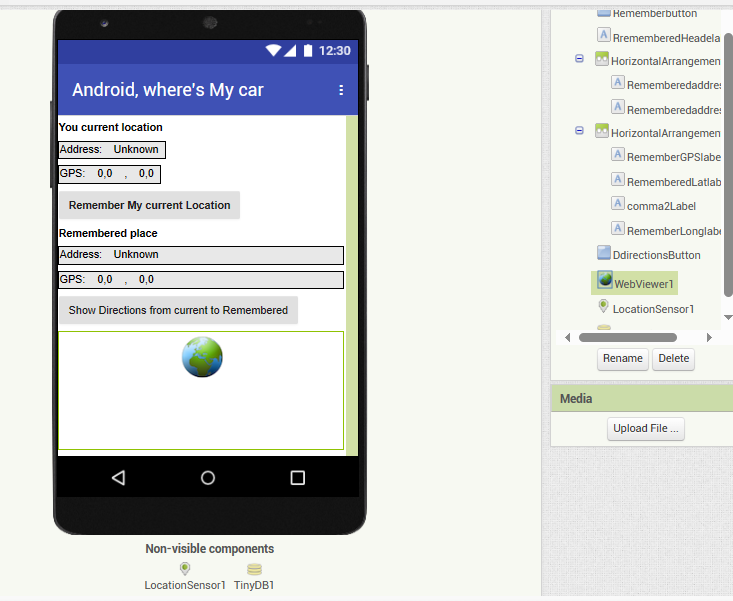 12:30
Android, where's My car
You current location
Address: Unknown
GPS: 0,0 , 0,0
Remember My current Location
Remembered place
Address: Unknown
GPS: 0,0 , 0,0
Show Directions from current to Remembered
Non-visible components
LocationSensor1 TinyDB1
Rememberbutton
RrememberedHeadela
HorizontalArrangemen
Rememberedaddres
Rememberedaddres
HorizontalArrangemen
RememberGPSlabe
RememberedLatlab
comma2Label
RememberLonglabe
DdirectionsButton
WebViewer1
LocationSensor1
Rename Delete
Media
Upload File ...